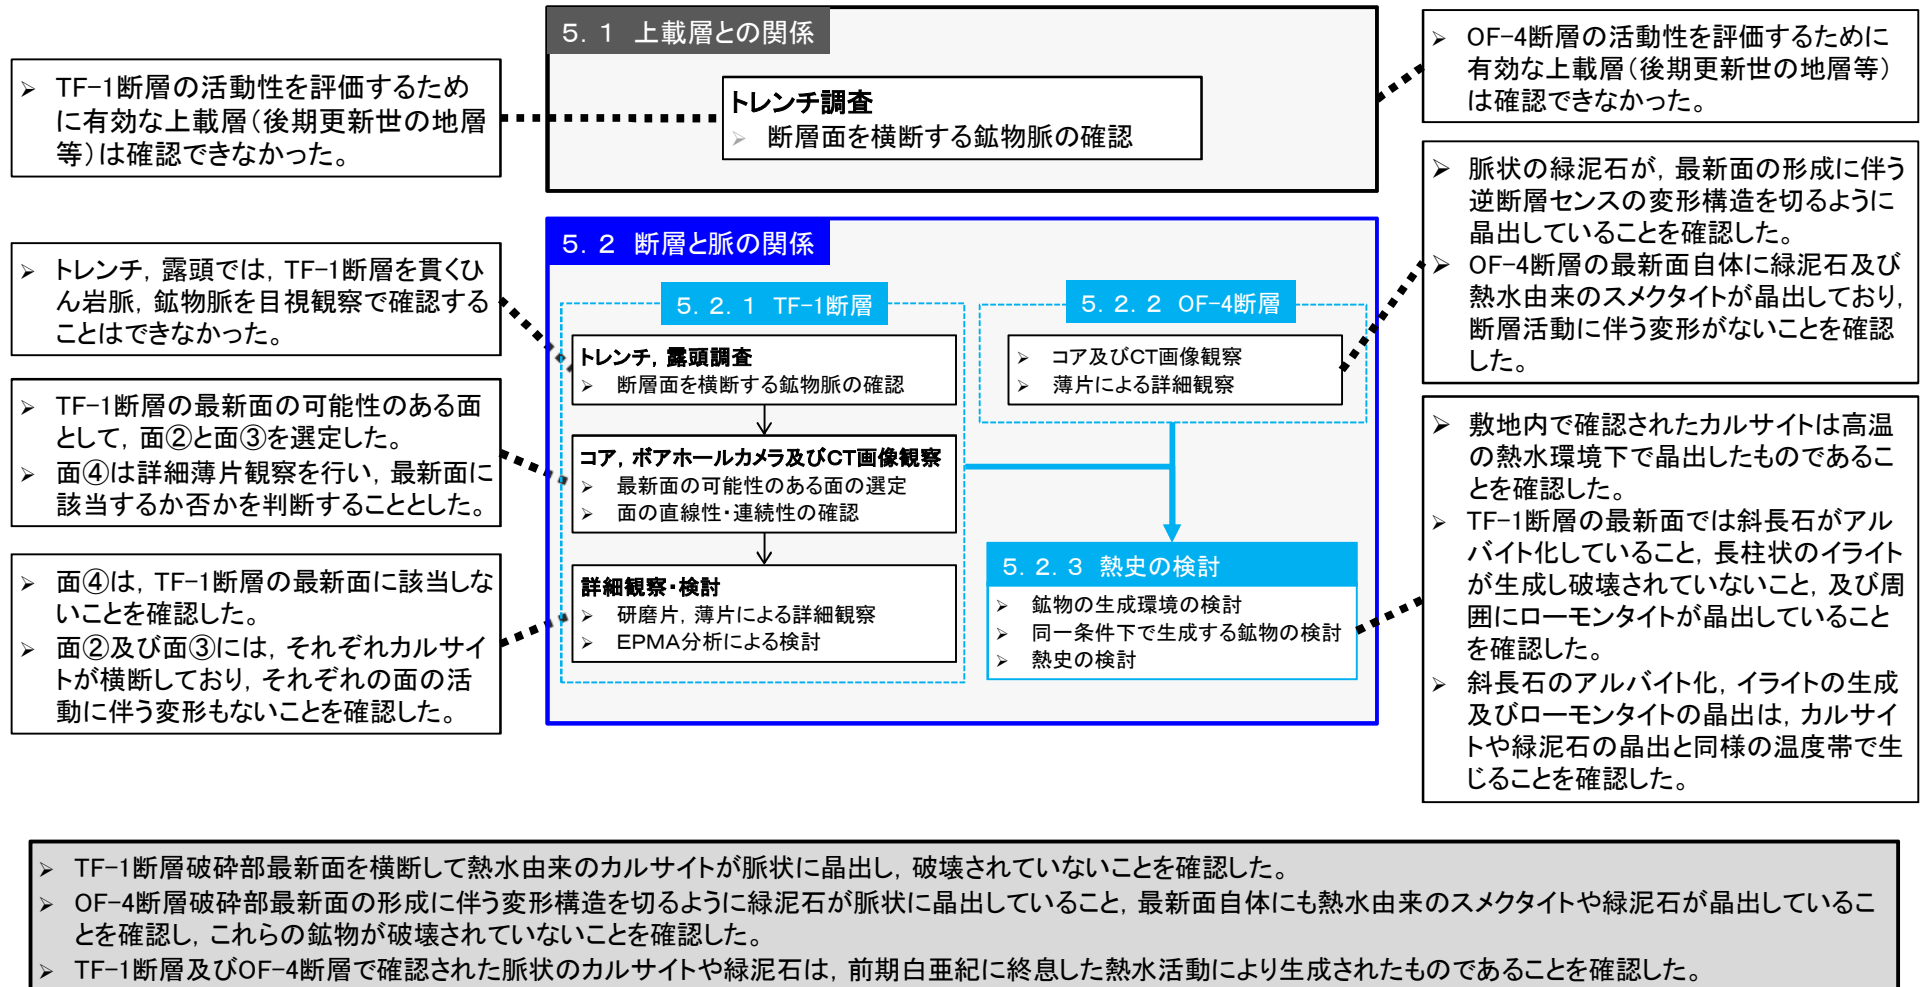 5．1　上載層との関係
トレンチ調査
➢ 断層面を横断する鉱物脈の確認
➢ TF-1断層の活動性を評価するため
に有効な上載層（後期更新世の地層
等）は確認できなかった。
➢ OF-4断層の活動性を評価するために
有効な上載層（後期更新世の地層等）
は確認できなかった。
5．2　断層と脈の関係
➢ トレンチ，露頭では，TF-1断層を貫くひ
ん岩脈，鉱物脈を目視観察で確認する
ことはできなかった。
➢ TF-1断層の最新面の可能性のある面
として，面②と面③を選定した。
➢ 面④は詳細薄片観察を行い，最新面に
該当するか否かを判断することとした。
➢ 面④は，TF-1断層の最新面に該当しな
いことを確認した。
➢ 面②及び面③には，それぞれカルサイ
トが横断しており，それぞれの面の活
動に伴う変形もないことを確認した。
5．2．1　TF-1断層
トレンチ，露頭調査
➢ 断層面を横断する鉱物脈の確認
コア，ボアホールカメラ及びCT画像観察
➢ 最新面の可能性のある面の選定
➢ 面の直線性・連続性の確認
詳細観察・検討
➢ 研磨片，薄片による詳細観察
➢ EPMA分析による検討
5．2．2　OF-4断層
➢ コア及びCT画像観察
➢ 薄片による詳細観察
5．2．3　熱史の検討
➢ 鉱物の生成環境の検討
➢ 同一条件下で生成する鉱物の検討
➢ 熱史の検討
➢ 脈状の緑泥石が，最新面の形成に伴う
逆断層センスの変形構造を切るように
晶出していることを確認した。
➢ OF-4断層の最新面自体に緑泥石及び
熱水由来のスメクタイトが晶出しており，
断層活動に伴う変形がないことを確認
した。
➢ 敷地内で確認されたカルサイトは高温
の熱水環境下で晶出したものであるこ
とを確認した。
➢ TF-1断層の最新面では斜長石がアル
バイト化していること，長柱状のイライト
が生成し破壊されていないこと，及び周
囲にローモンタイトが晶出していること
を確認した。
➢ 斜長石のアルバイト化，イライトの生成
及びローモンタイトの晶出は，カルサイ
トや緑泥石の晶出と同様の温度帯で生
じることを確認した。
➢ TF-1断層破砕部最新面を横断して熱水由来のカルサイトが脈状に晶出し，破壊されていないことを確認した。
➢ OF-4断層破砕部最新面の形成に伴う変形構造を切るように緑泥石が脈状に晶出していること，最新面自体にも熱水由来のスメクタイトや緑泥石が晶出しているこ
とを確認し，これらの鉱物が破壊されていないことを確認した。
➢ TF-1断層及びOF-4断層で確認された脈状のカルサイトや緑泥石は，前期白亜紀に終息した熱水活動により生成されたものであることを確認した。